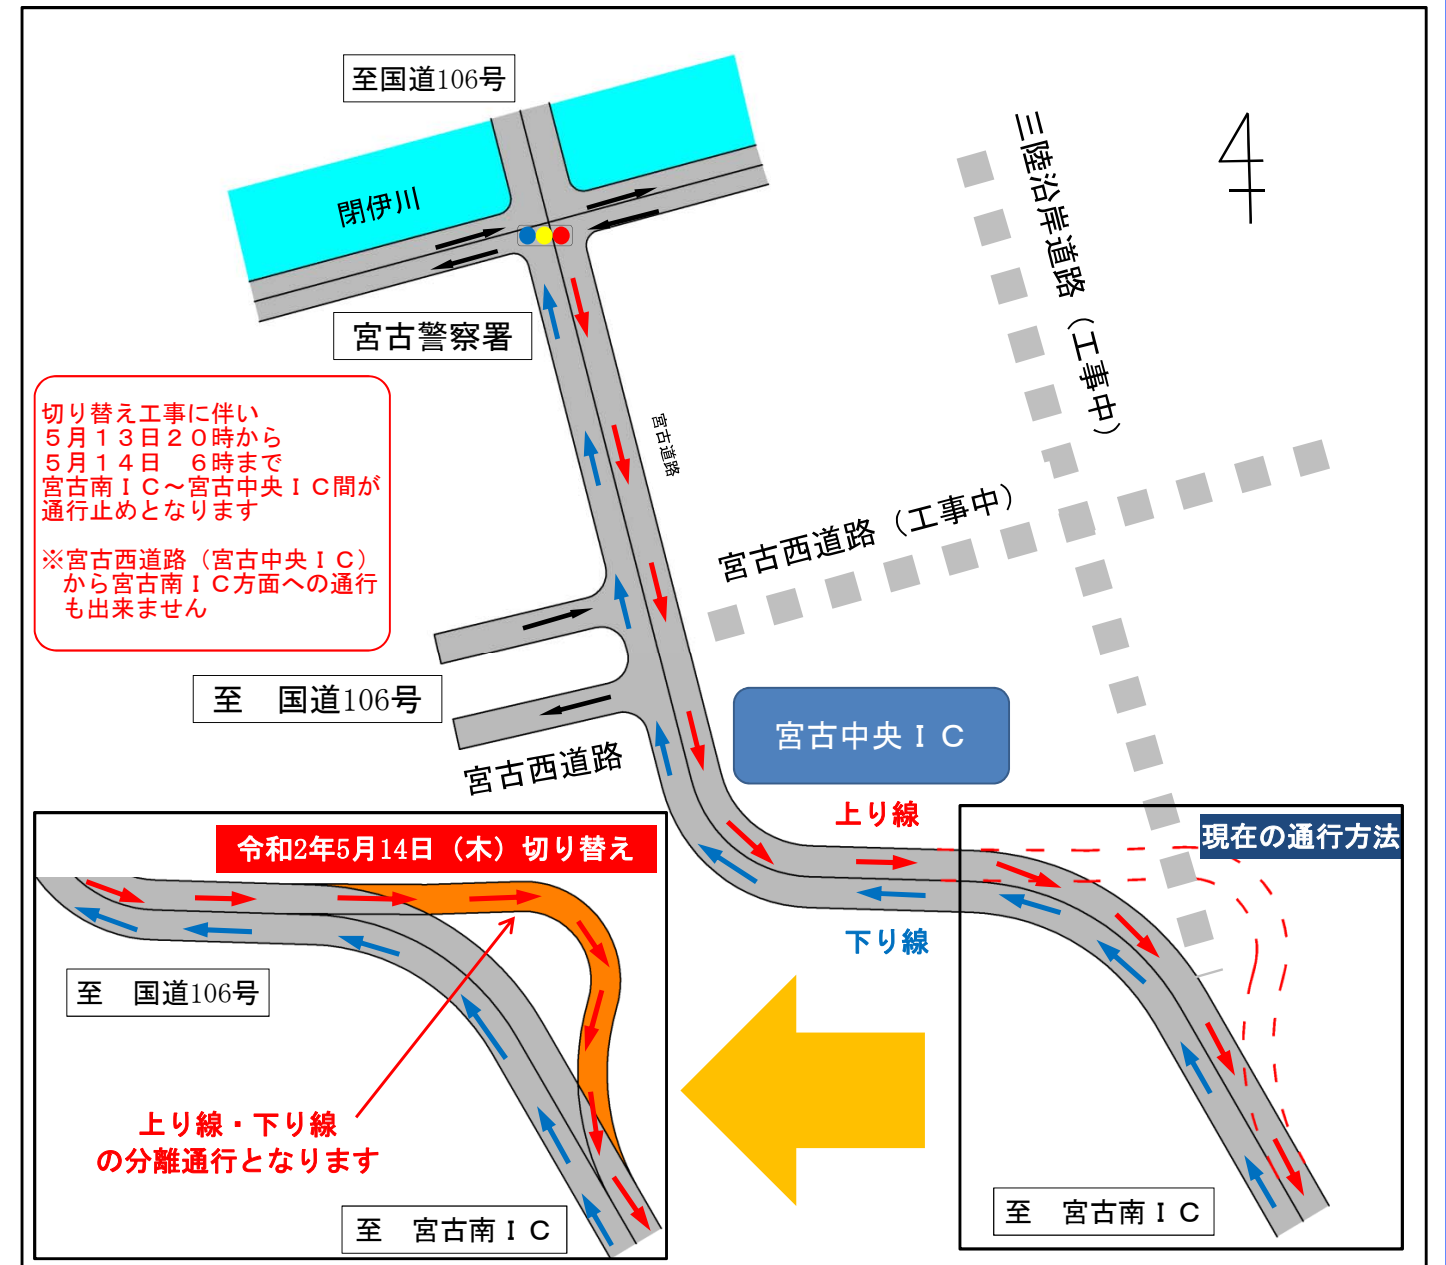 至国道106号
閉伊川
三陸沿岸道路（工事中）
宮古警察署
切り替え工事に伴い
５月１３日２０時から
５月１４日　６時まで
宮古南ＩＣ～宮古中央ＩＣ間が
通行止めとなります
※宮古西道路（宮古中央ＩＣ）
から宮古南ＩＣ方面への通行
も出来ません
宮古道路
宮古西道路（工事中）
至　国道106号
宮古西道路
宮古中央ＩＣ
上り線
下り線
令和2年5月14日（木）切り替え
至　国道106号
上り線・下り線
の分離通行となります
至　宮古南ＩＣ
現在の通行方法
至　宮古南ＩＣ